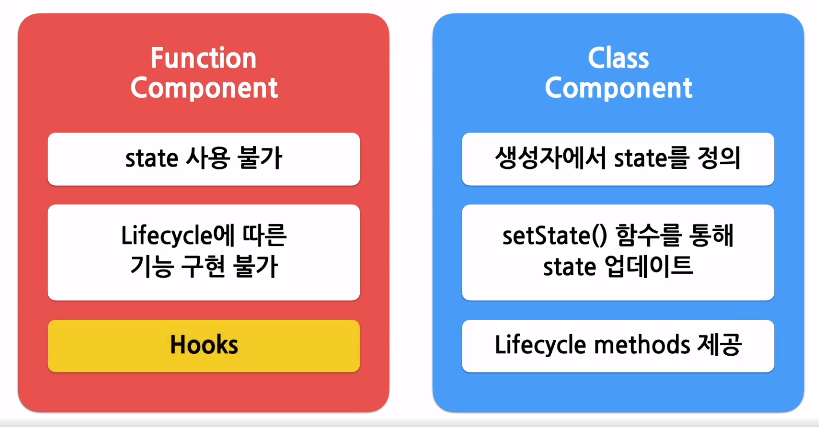 Function
Component
state 사용 불가
Lifecycle에 따른
기능 구현 불가
Hooks
Class
Component
생성자에서 state를 정의
setState() 함수를 통해
state 업데이트
Lifecycle methods 제공